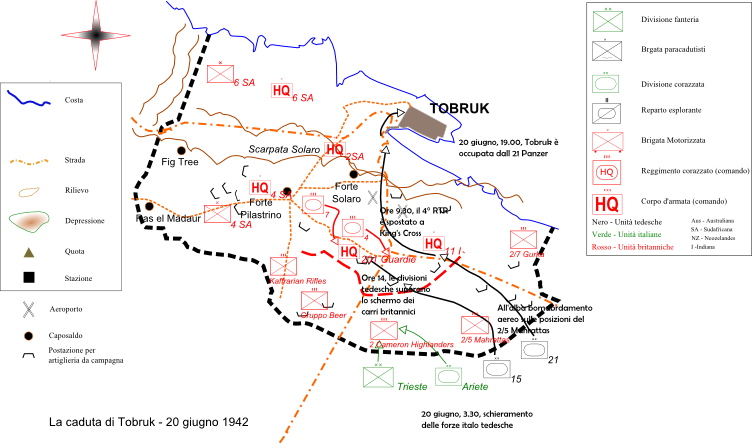 Costa
Strada
Rilievo
Depressione
Quota
Stazione
Aeroporto
Caposaldo
Postazione per
artiglieria da campagna
La caduta di Tobruk - 20 giugno 1942
6 SA
HQ
6 SA
TOBRUK
20 giugno, 19.00, Tobruk è
occupata dall 21 Panzer
Scarpata Solaro
HQ
2SA
Fig Tree
HQ
4 SA
Forte
Pilastrino
Forte
Solaro
Ras el Madaur
4 SA
1
4
Ore 9,30, il 4° RTR
è spostato a
King's Cross
HQ
Guardie
HQ
11 I
2/7 Gurka
Kaffrarian Rifles
Gruppo Beer
Ore 14, le divisioni
tedesche superano
lo schermo dei
carri britannici
All'alba bombardamento
aereo sulle posizioni del
2/5 Mahrattas
2 Cameron Highlanders
2/5 Mahrattas
Trieste
Ariete
15
21
20 giugno, 3.30, schieramento
delle forze italo tedesche
Divisione fanteria
Brgata paracadutisti
Divisione corazzata
Reparto esplorante
Brigata Motorizzata
HQ
Reggimento corazzato (comando)
HQ
Corpo d'armata (comando)
Nero - Unità tedesche
Verde - Unità italiane
Rosso - Unità britanniche
Aus - Australiana
SA - Sudafricana
NZ - Neozelandes
I -Indiana